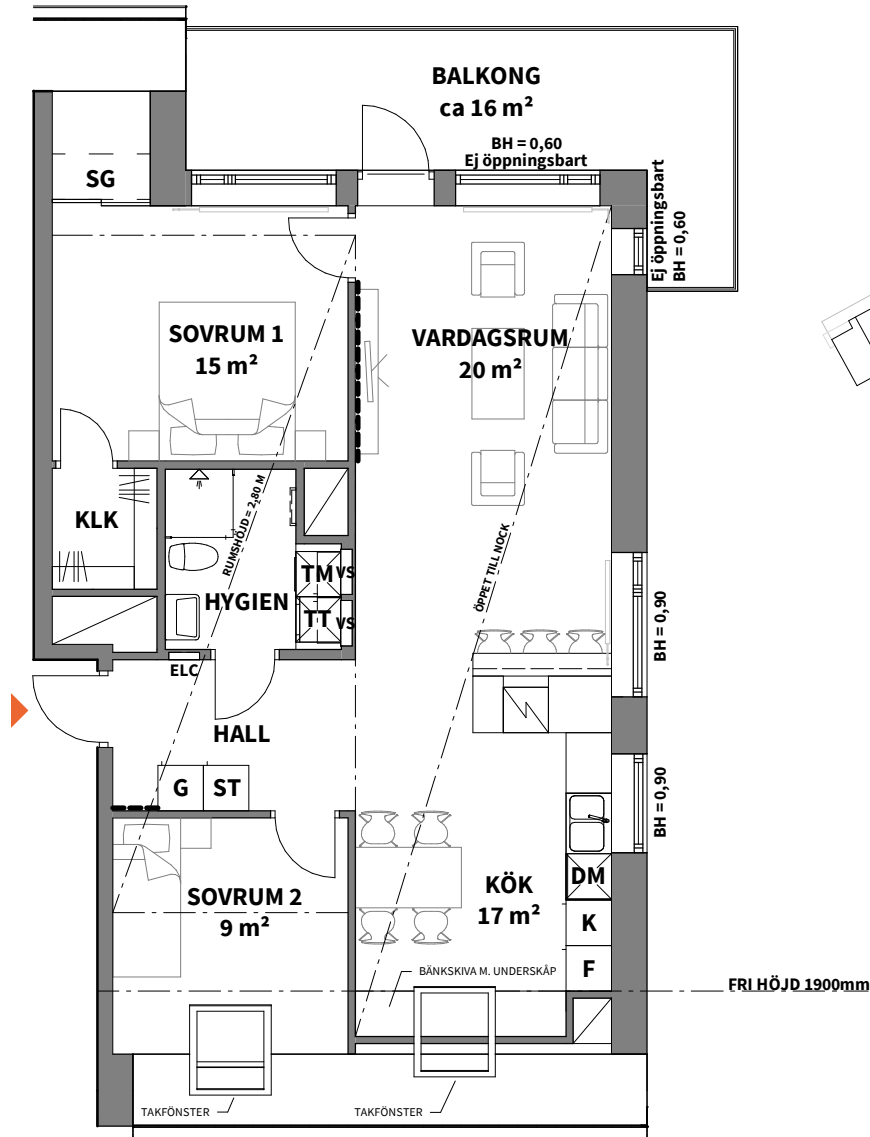 BALKONG
ca 16 m²
BH = 0,60
Ej öppningsbart
Ej öppningsbart
BH = 0,60
SG
SOVRUM 1
15 m²
VARDAGSRUM
20 m²
KLK
RUMSHÖJD = 2,80 M
ÖPPET TILL NOCK
HYGIEN
TM
VS
TT
VS
BH = 0,90
ELC
HALL
G
ST
BH = 0,90
DM
SOVRUM 2
9 m²
KÖK
17 m²
K
F
BÄNKSKIVA M. UNDERSKÅP
FRI HÖJD 1900mm
TAKFÖNSTER
TAKFÖNSTER